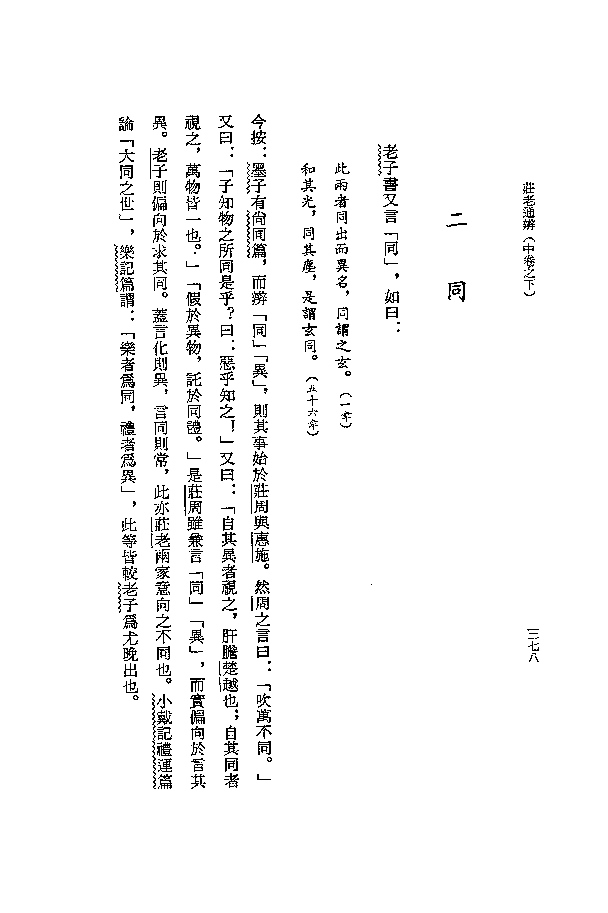 莊老通辨（中卷之下）
三七八
二　同
老子書又言「同」，如曰：
此兩者同出而異名，同謂之玄。（一章）
和其光，同其塵，是謂玄同。（五十六章）
今按：墨子有尚同篇，而辨「同」「異」，則其事始於莊周與惠施。然周之言曰：「吹萬不同。」
又曰：「子知物之所同是乎？曰：惡乎知之！」又曰：「自其異者視之，肝膽楚越也；自其同者
視之，萬物皆一也。」「假於異物，託於同體。」是莊周雖兼言「同」「異」，而實偏向於言其
異。老子則偏向於求其同。蓋言化則異，言同則常，此亦莊老兩家意向之不同也。小戴記禮運篇
論「大同之世」，樂記篇謂：「樂者爲同，禮者爲異」，此等皆較老子爲尤晚出也。